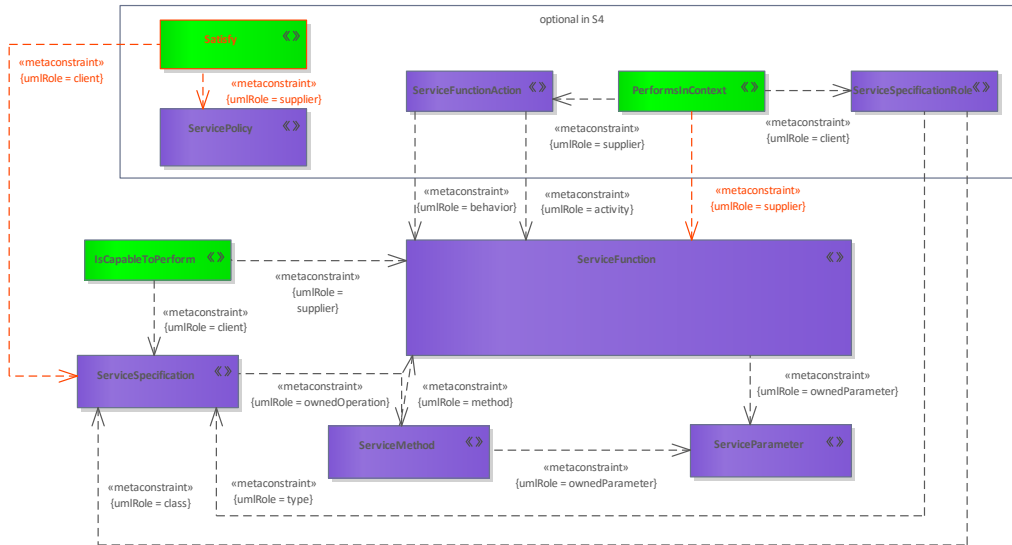 optional in S4
Satisfy
«metaconstraint»
{umlRole = client}
«metaconstraint»
{umlRole = supplier}
ServicePolicy
ServiceFunctionAction
PerformsInContext
ServiceSpecificationRole
«metaconstraint»
{umlRole = supplier}
«metaconstraint»
{umlRole = client}
«metaconstraint»
{umlRole = behavior}
«metaconstraint»
{umlRole = activity}
«metaconstraint»
{umlRole = supplier}
IsCapableToPerform
ServiceFunction
«metaconstraint»
{umlRole =
supplier}
«metaconstraint»
{umlRole = client}
ServiceSpecification
«metaconstraint»
{umlRole = ownedOperation}
«metaconstraint»
{umlRole = method}
«metaconstraint»
{umlRole = ownedParameter}
ServiceMethod
ServiceParameter
«metaconstraint»
{umlRole = ownedParameter}
«metaconstraint»
{umlRole = class}
«metaconstraint»
{umlRole = type}